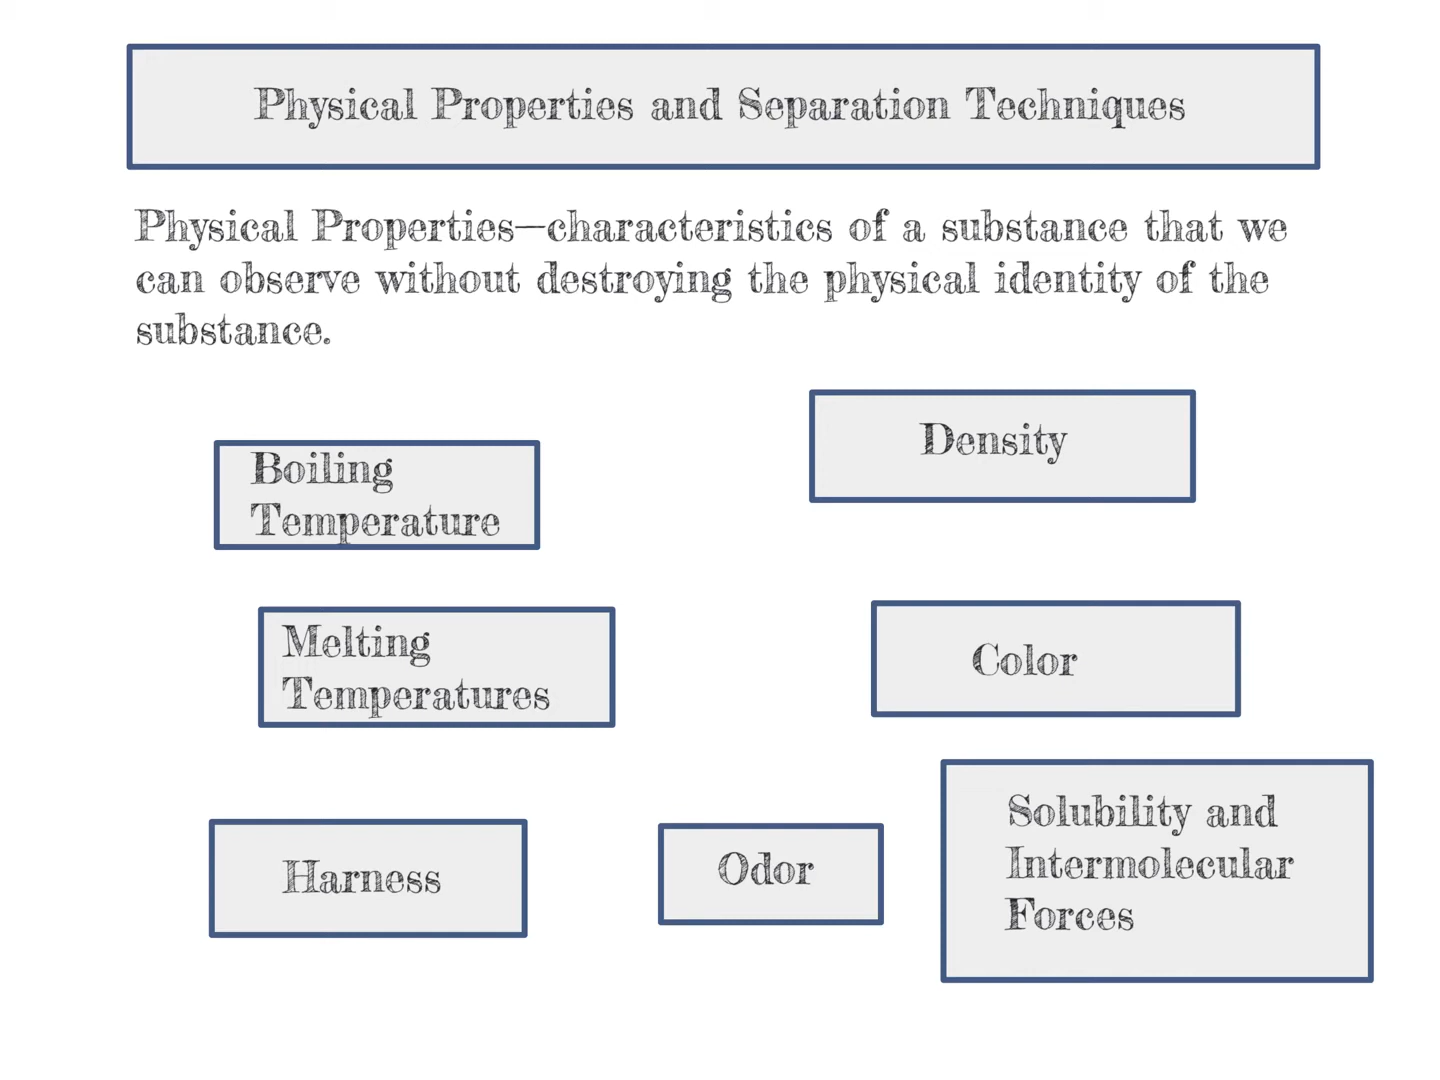 Physical Properties and Separation Techniques
Physical Properties—characteristics of a substance that we
can observe without destroying the physical identity of the
substance.
Density
Boiling
Temperature
Melting
Temperatures
Color
Harness
Odor
Solubility and
Intermolecular
Forces